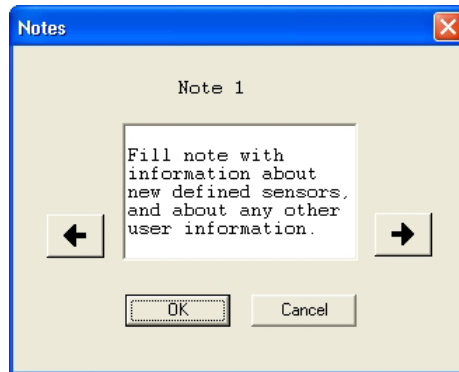 Notes
Note 1
Fill note with
information about
new defined sensors,
and about any other
user information.
OK
Cancel